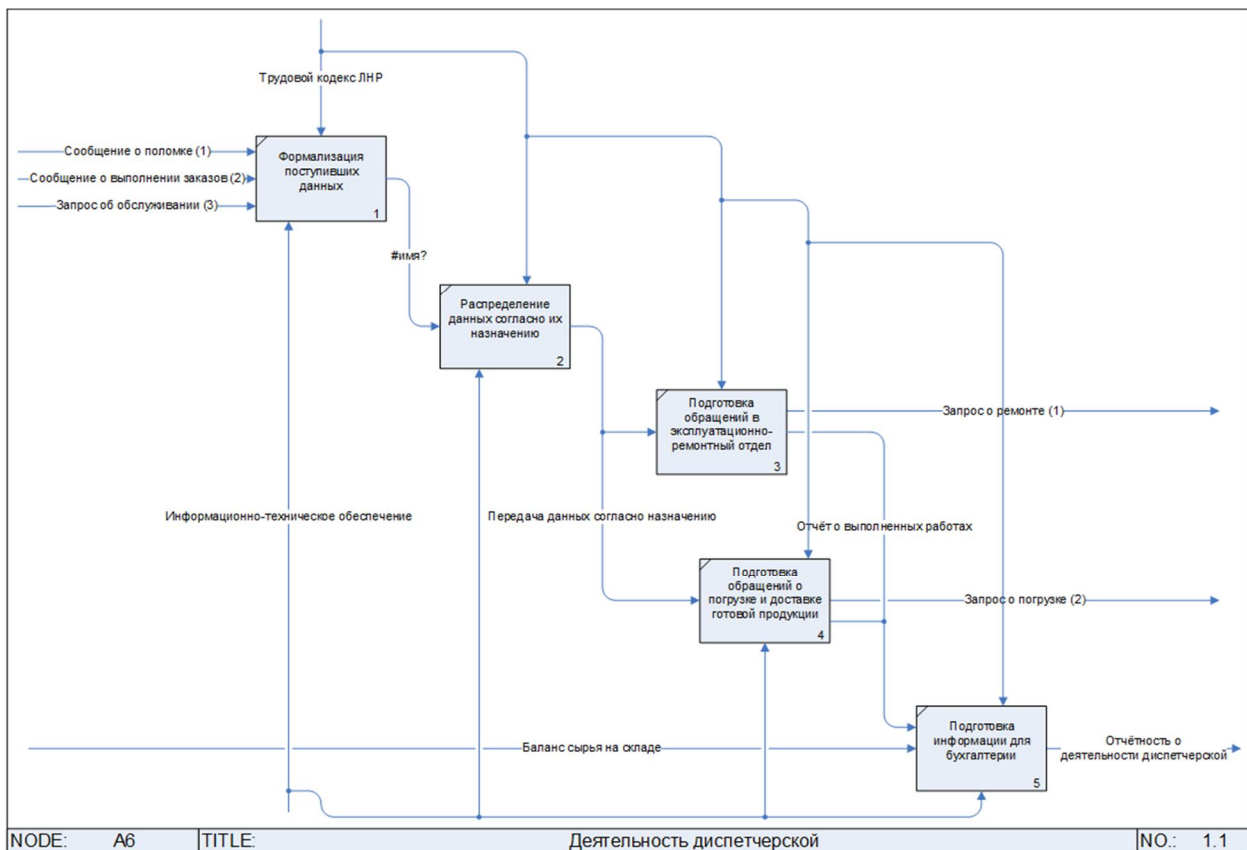 Трудовой кодекс ЛНР
Сообщение о поломке (1)
Сообщение о выполнении заказов (2)
Запрос об обслуживании (3)
Формализация
поступивших
данных
1
#имя?
Распределение
данных согласно их
назначению
2
Подготовка
обращений в
эксплуатационно-
ремонтный отдел
3
Запрос о ремонте (1)
Информационно-техническое обеспечение
Передача данных согласно назначению
Отчёт о выполненных работах
Подготовка
обращений о
погрузке и доставке
готовой продукции
4
Запрос о погрузке (2)
Баланс сырья на складе
Подготовка
информации для
бухгалтерии
5
Отчётность о
деятельности диспетчерской
NODE: A6 TITLE: Деятельность диспетчерской NO.: 1.1